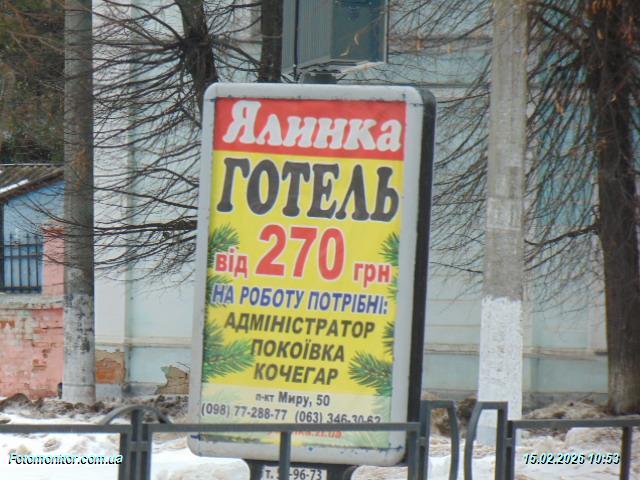 Ялинка
ГОТЕЛЬ
від 270 грн
НА РОБОТУ ПОТРІБНІ:
АДМІНІСТРАТОР
ПОКОЇВКА
КОЧЕГАР
п-кт Миру, 50
(098) 77-288-77 (063) 346-30-62
Fotomonitor.com.ua
15.02.2026 10:53